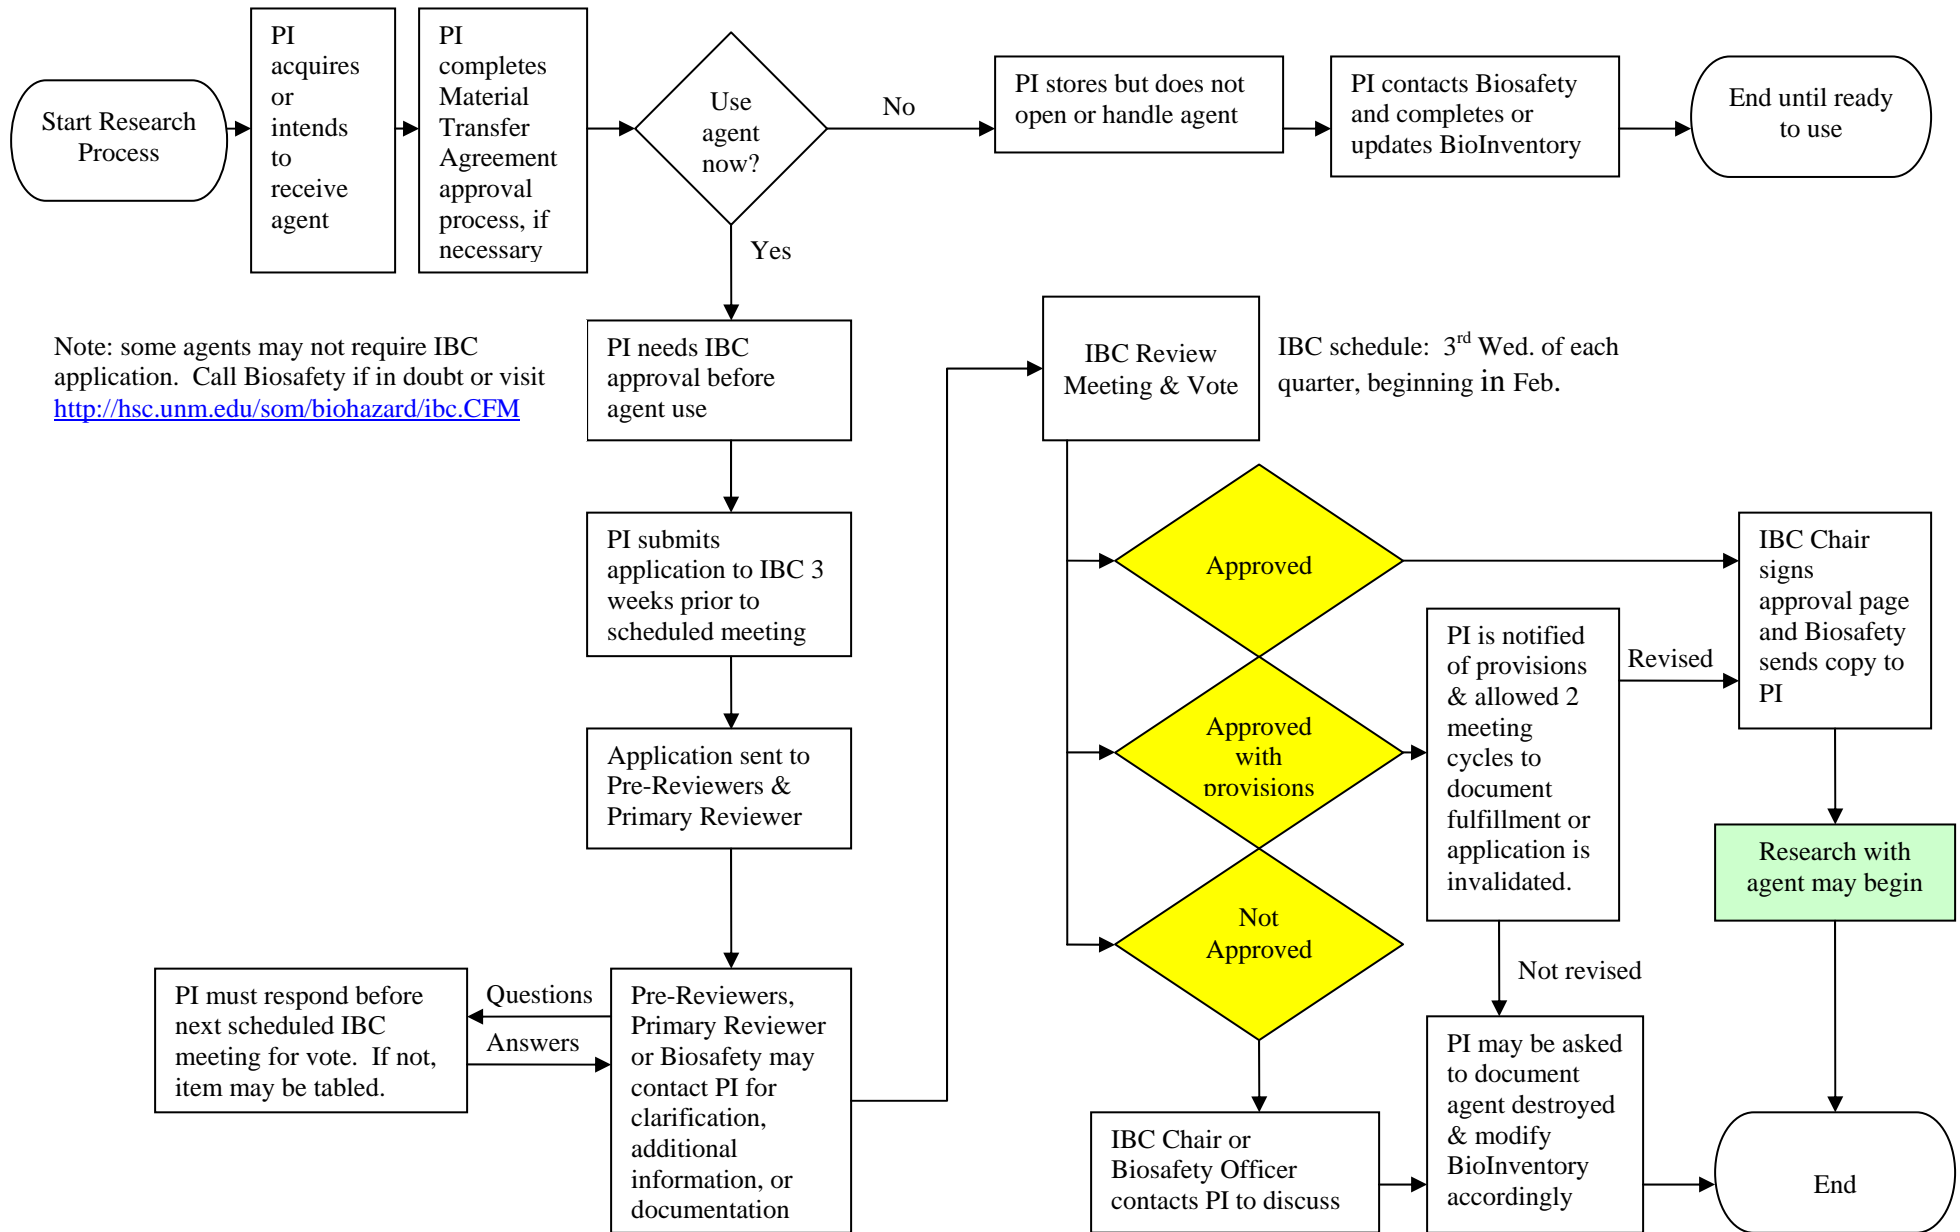 Start Research
Process
PI
acquires
or
intends
to
receive
agent
PI
completes
Material
Transfer
Agreement
approval
process, if
necessary
Use
agent
now?
No
PI stores but does not
open or handle agent
PI contacts Biosafety
and completes or
updates BioInventory
End until ready
to use
Yes
Note: some agents may not require IBC
application.  Call Biosafety if in doubt or visit
http://hsc.unm.edu/som/biohazard/ibc.CFM
PI needs IBC
approval before
agent use
PI submits
application to IBC 3
weeks prior to
scheduled meeting
Application sent to
Pre-Reviewers &
Primary Reviewer
Pre-Reviewers,
Primary Reviewer
or Biosafety may
contact PI for
clarification,
additional
information, or
documentation
Questions
Answers
PI must respond before
next scheduled IBC
meeting for vote.  If not,
item may be tabled.
IBC Review
Meeting & Vote
IBC schedule:  3rd Wed. of each
quarter, beginning in Feb.
Approved
Approved
with
provisions
Not
Approved
PI is notified
of provisions
& allowed 2
meeting
cycles to
document
fulfillment or
application is
invalidated.
Revised
IBC Chair
signs
approval page
and Biosafety
sends copy to
PI
Research with
agent may begin
Not revised
IBC Chair or
Biosafety Officer
contacts PI to discuss
PI may be asked
to document
agent destroyed
& modify
BioInventory
accordingly
End